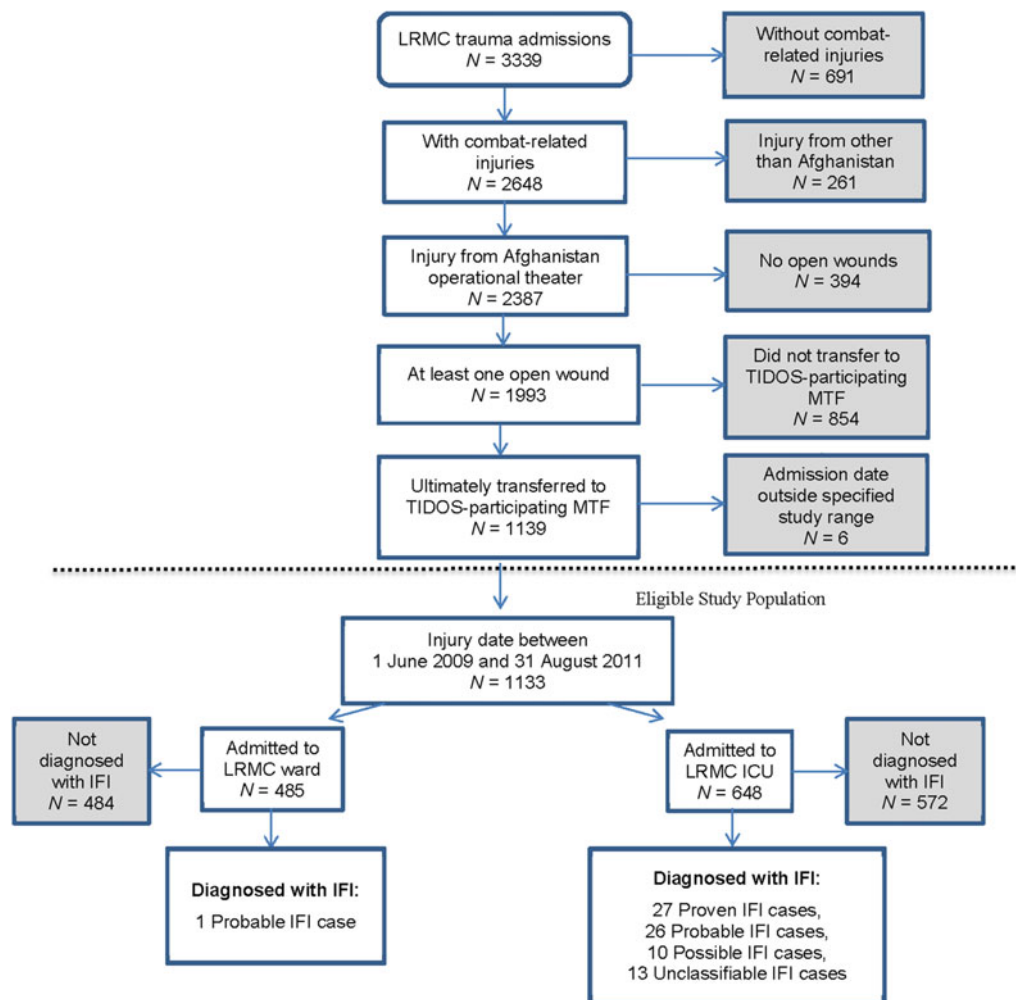 LRMC trauma admissions
N = 3339
Without combat-
related injuries
N = 691
With combat-related
injuries
N = 2648
Injury from other
than Afghanistan
N = 261
Injury from Afghanistan
operational theater
N = 2387
No open wounds
N = 394
At least one open wound
N = 1993
Did not transfer to
TIDOS-participating
MTF
N = 854
Ultimately transferred to
TIDOS-participating MTF
N = 1139
Admission date
outside specified
study range
N = 6
Eligible Study Population
Injury date between
1 June 2009 and 31 August 2011
N = 1133
Not
diagnosed
with IFI
N = 484
Admitted to
LRMC ward
N = 485
Admitted to
LRMC ICU
N = 648
Not
diagnosed
with IFI
N = 572
Diagnosed with IFI:
1 Probable IFI case
Diagnosed with IFI:
27 Proven IFI cases,
26 Probable IFI cases,
10 Possible IFI cases,
13 Unclassifiable IFI cases